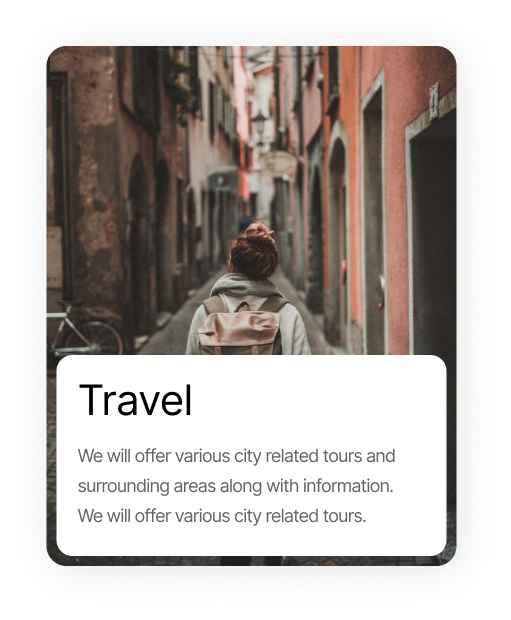 Travel
We will offer various city related tours and
surrounding areas along with information.
We will offer various city related tours.